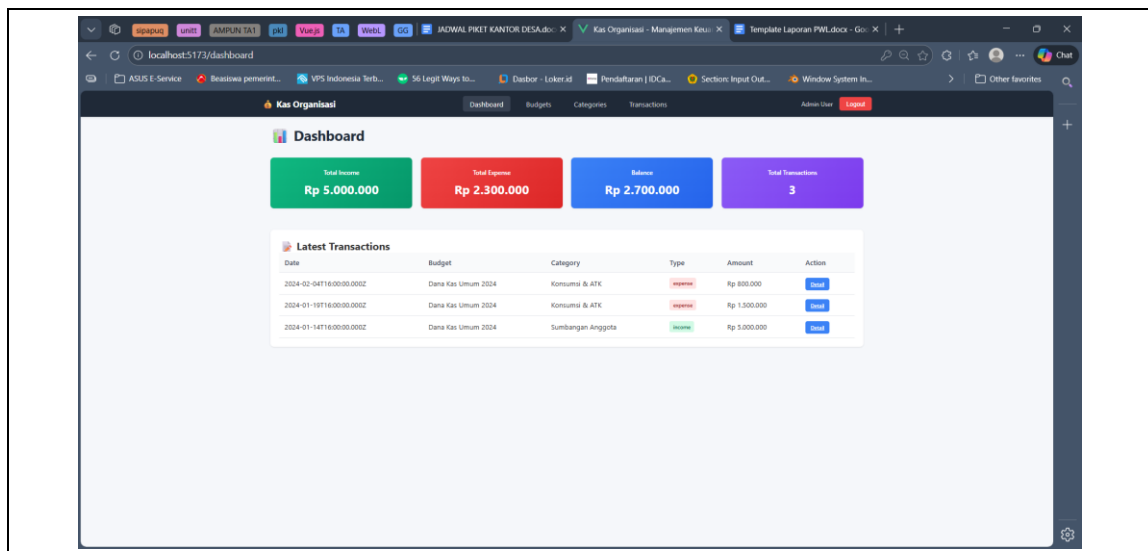 sipapuq unitt AMPUN TA1 pkl Vue.js TA WebL GG JADWAL PIKET KANTOR DESA.doc Kas Organisasi - Manajemen Keua Template Laporan PWL.docx - Goo
localhost:5173/dashboard Chat
ASUS E-Service Beasiswa pemerint... VPS Indonesia Terb... 56 Legit Ways to... Dasbor - Loker.id Pendaftaran | IDCa... Section: Input Out... Window System In... Other favorites
Kas Organisasi Dashboard Budgets Categories Transactions Admin User Logout
Dashboard
Total Income Total Expense Balance Total Transactions
Rp 5.000.000 Rp 2.300.000 Rp 2.700.000 3
Latest Transactions
Date Budget Category Type Amount Action
2024-02-04T16:00:00.000Z Dana Kas Umum 2024 Konsumsi & ATK expense Rp 800.000 Detail
2024-01-19T16:00:00.000Z Dana Kas Umum 2024 Konsumsi & ATK expense Rp 1.500.000 Detail
2024-01-14T16:00:00.000Z Dana Kas Umum 2024 Sumbangan Anggota income Rp 5.000.000 Detail